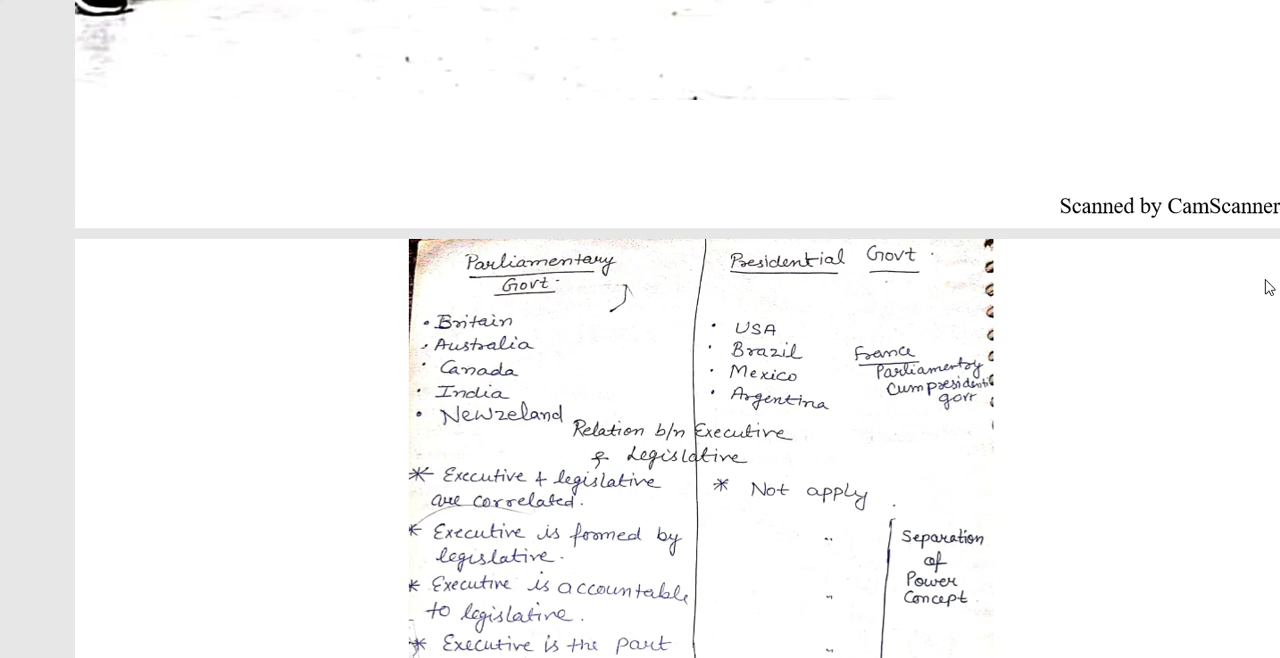 Scanned by CamScanner
Parliamentary
Govt.
Presidential Govt.
• Britain
• Australia
• Canada
• India
• Newzeland
• USA
• Brazil
• Mexico
• Argentina
France
Parliamentry
Cum presidenti
govt
Relation b/n Executive
& Legislative
* Executive & legislative
are correlated.
* Not apply
* Executive is formed by
legislative.
"
* Executive is accountable
to legislative.
"
* Executive is the part
"
Separation
of
Power
Concept